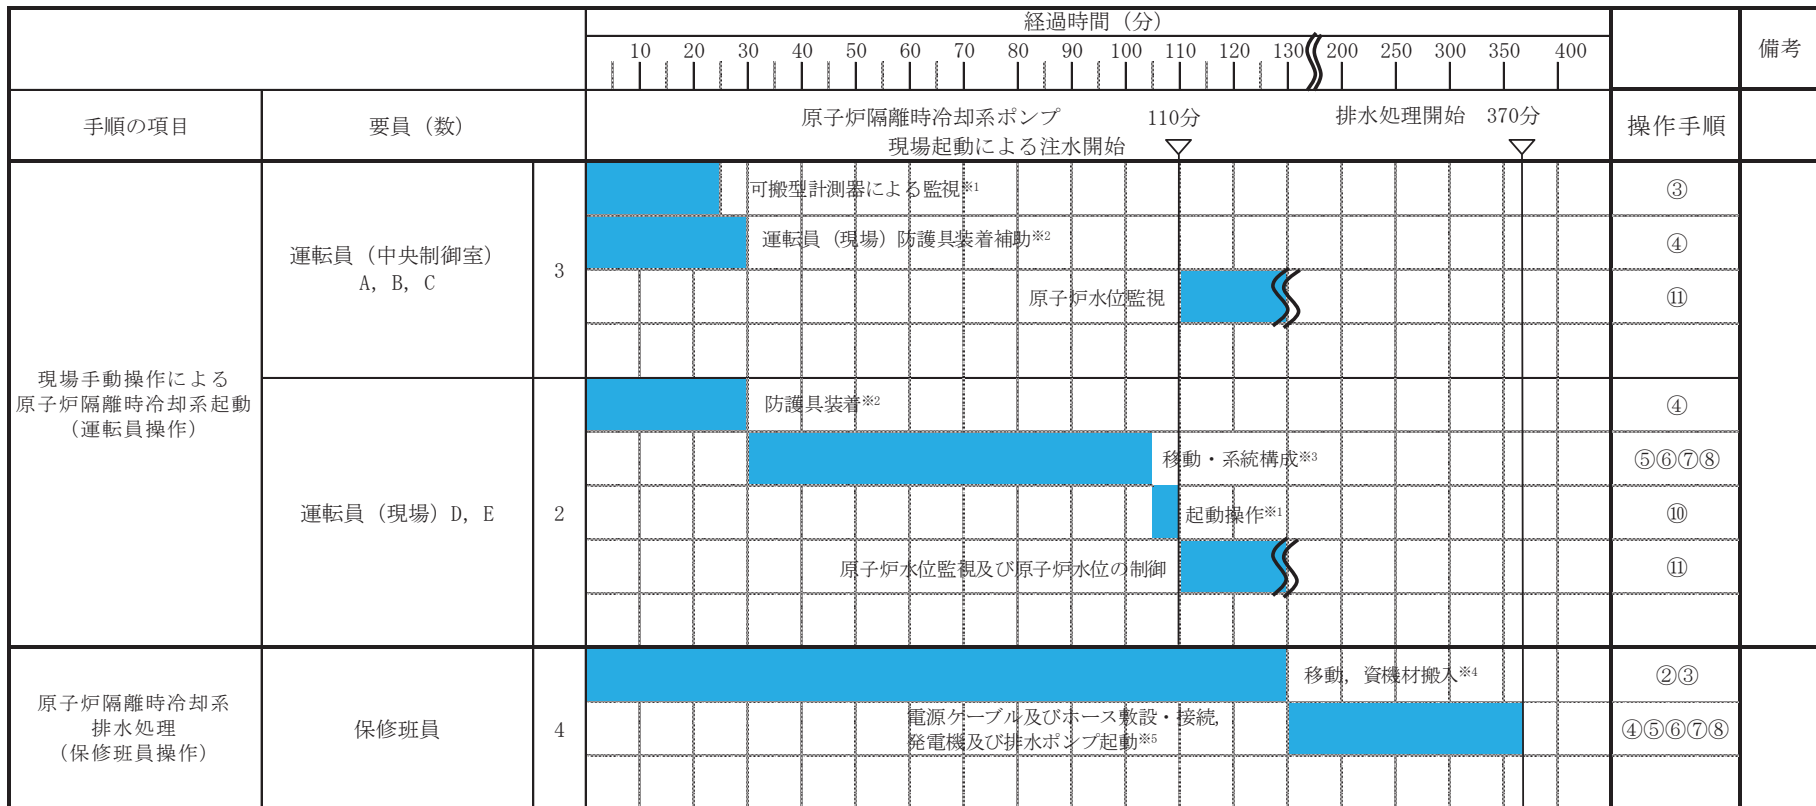 経過時間（分）
10 20 30 40 50 60 70 80 90 100 110 120 130 200 250 300 350 400
備考
手順の項目
要員（数）
原子炉隔離時冷却系ポンプ
現場起動による注水開始
110分
排水処理開始 370分
操作手順
現場手動操作による
原子炉隔離時冷却系起動
（運転員操作）
運転員（中央制御室）
A, B, C
3
可搬型計測器による監視※1
③
運転員（現場）防護具装着補助※2
④
原子炉水位監視
⑪
運転員（現場）D, E
2
防護具装着※2
④
移動・系統構成※3
⑤⑥⑦⑧
起動操作※1
⑩
原子炉水位監視及び原子炉水位の制御
⑪
原子炉隔離時冷却系
排水処理
（保修班員操作）
保修班員
4
移動，資機材搬入※4
②③
電源ケーブル及びホース敷設・接続，
発電機及び排水ポンプ起動※5
④⑤⑥⑦⑧